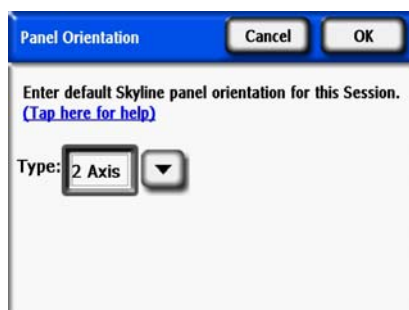 Panel Orientation Cancel OK
Enter default Skyline panel orientation for this Session.
(Tap here for help)
Type: 2 Axis